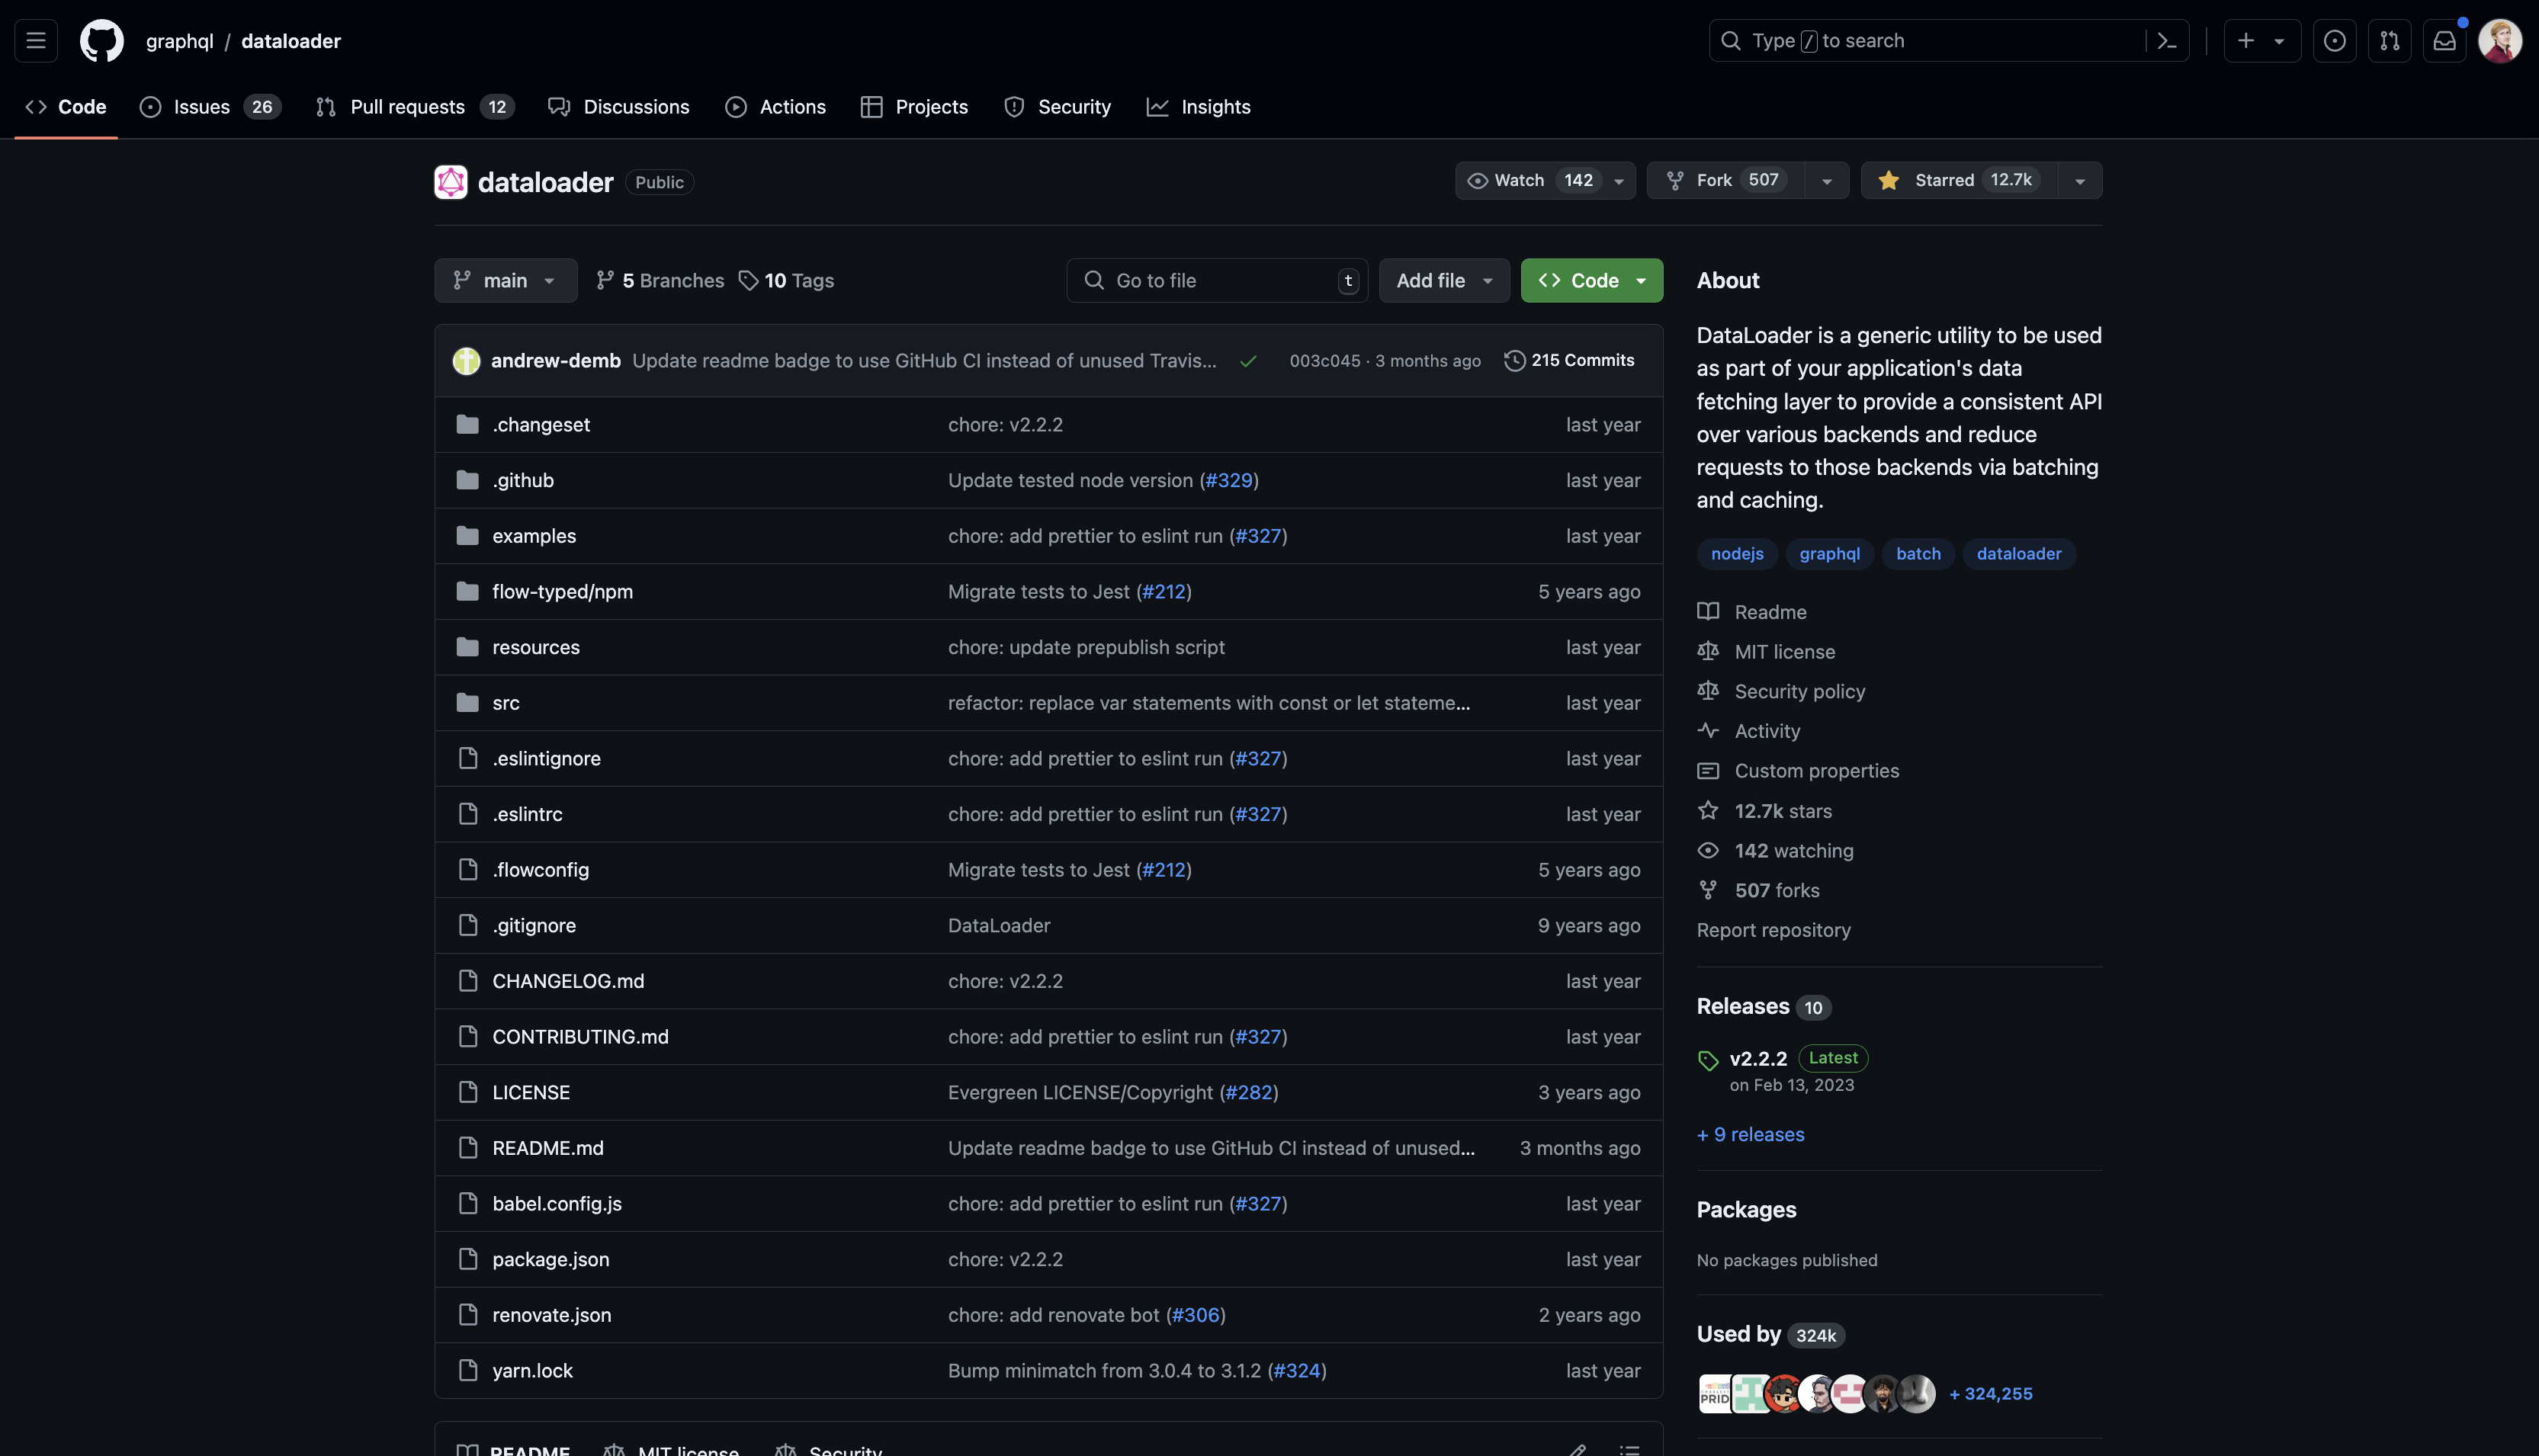 graphql / dataloader
Type / to search
Code
Issues 26
Pull requests 12
Discussions
Actions
Projects
Security
Insights
dataloader Public
Watch 142
Fork 507
Starred 12.7k
main
5 Branches
10 Tags
Go to file t
Add file
Code
andrew-demb Update readme badge to use GitHub CI instead of unused Travis... 003c045 · 3 months ago 215 Commits
.changeset chore: v2.2.2 last year
.github Update tested node version (#329) last year
examples chore: add prettier to eslint run (#327) last year
flow-typed/npm Migrate tests to Jest (#212) 5 years ago
resources chore: update prepublish script last year
src refactor: replace var statements with const or let stateme... last year
.eslintignore chore: add prettier to eslint run (#327) last year
.eslintrc chore: add prettier to eslint run (#327) last year
.flowconfig Migrate tests to Jest (#212) 5 years ago
.gitignore DataLoader 9 years ago
CHANGELOG.md chore: v2.2.2 last year
CONTRIBUTING.md chore: add prettier to eslint run (#327) last year
LICENSE Evergreen LICENSE/Copyright (#282) 3 years ago
README.md Update readme badge to use GitHub CI instead of unused... 3 months ago
babel.config.js chore: add prettier to eslint run (#327) last year
package.json chore: v2.2.2 last year
renovate.json chore: add renovate bot (#306) 2 years ago
yarn.lock Bump minimatch from 3.0.4 to 3.1.2 (#324) last year
README
MIT license
Security
About
DataLoader is a generic utility to be used
as part of your application's data
fetching layer to provide a consistent API
over various backends and reduce
requests to those backends via batching
and caching.
nodejs graphql batch dataloader
Readme
MIT license
Security policy
Activity
Custom properties
12.7k stars
142 watching
507 forks
Report repository
Releases 10
v2.2.2 Latest
on Feb 13, 2023
+ 9 releases
Packages
No packages published
Used by 324k
PRID
+ 324,255